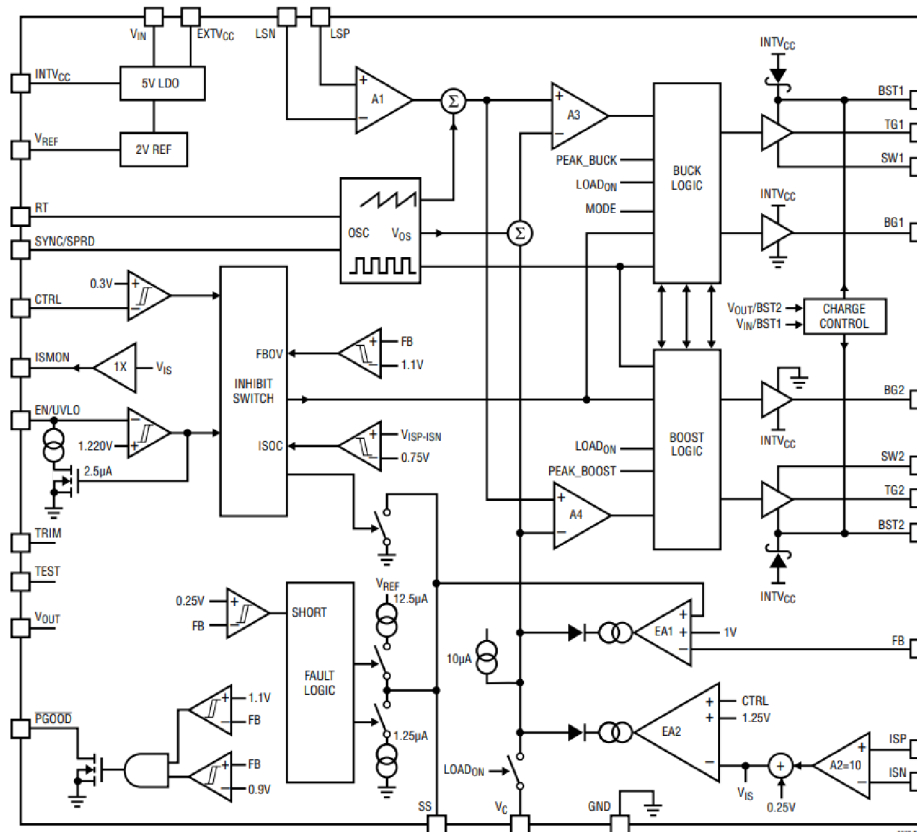 VIN EXTVCC LSN LSP
INTVCC
5V LDO
VREF
2V REF
A1
Σ
A3
BUCK LOGIC
PEAK_BUCK
LOADON
MODE
INTVCC
BST1
TG1
SW1
INTVCC
BG1
RT
SYNC/SPRD
OSC VOS
Σ
CTRL
0.3V
ISMON
1X
VIS
EN/UVLO
1.220V
2.5µA
INHIBIT SWITCH
FBOV
FB
1.1V
ISOC
VISP-ISN
0.75V
VOUT/BST2
VIN/BST1
CHARGE CONTROL
BOOST LOGIC
LOADON
PEAK_BOOST
A4
BG2
INTVCC
SW2
TG2
BST2
INTVCC
TRIM
TEST
VOUT
0.25V
FB
SHORT
FAULT LOGIC
VREF
12.5µA
1.25µA
10µA
EA1
1V
FB
EA2
CTRL
1.25V
VIS
0.25V
A2=10
ISP
ISN
PGOOD
1.1V
FB
FB
0.9V
LOADON
SS VC GND